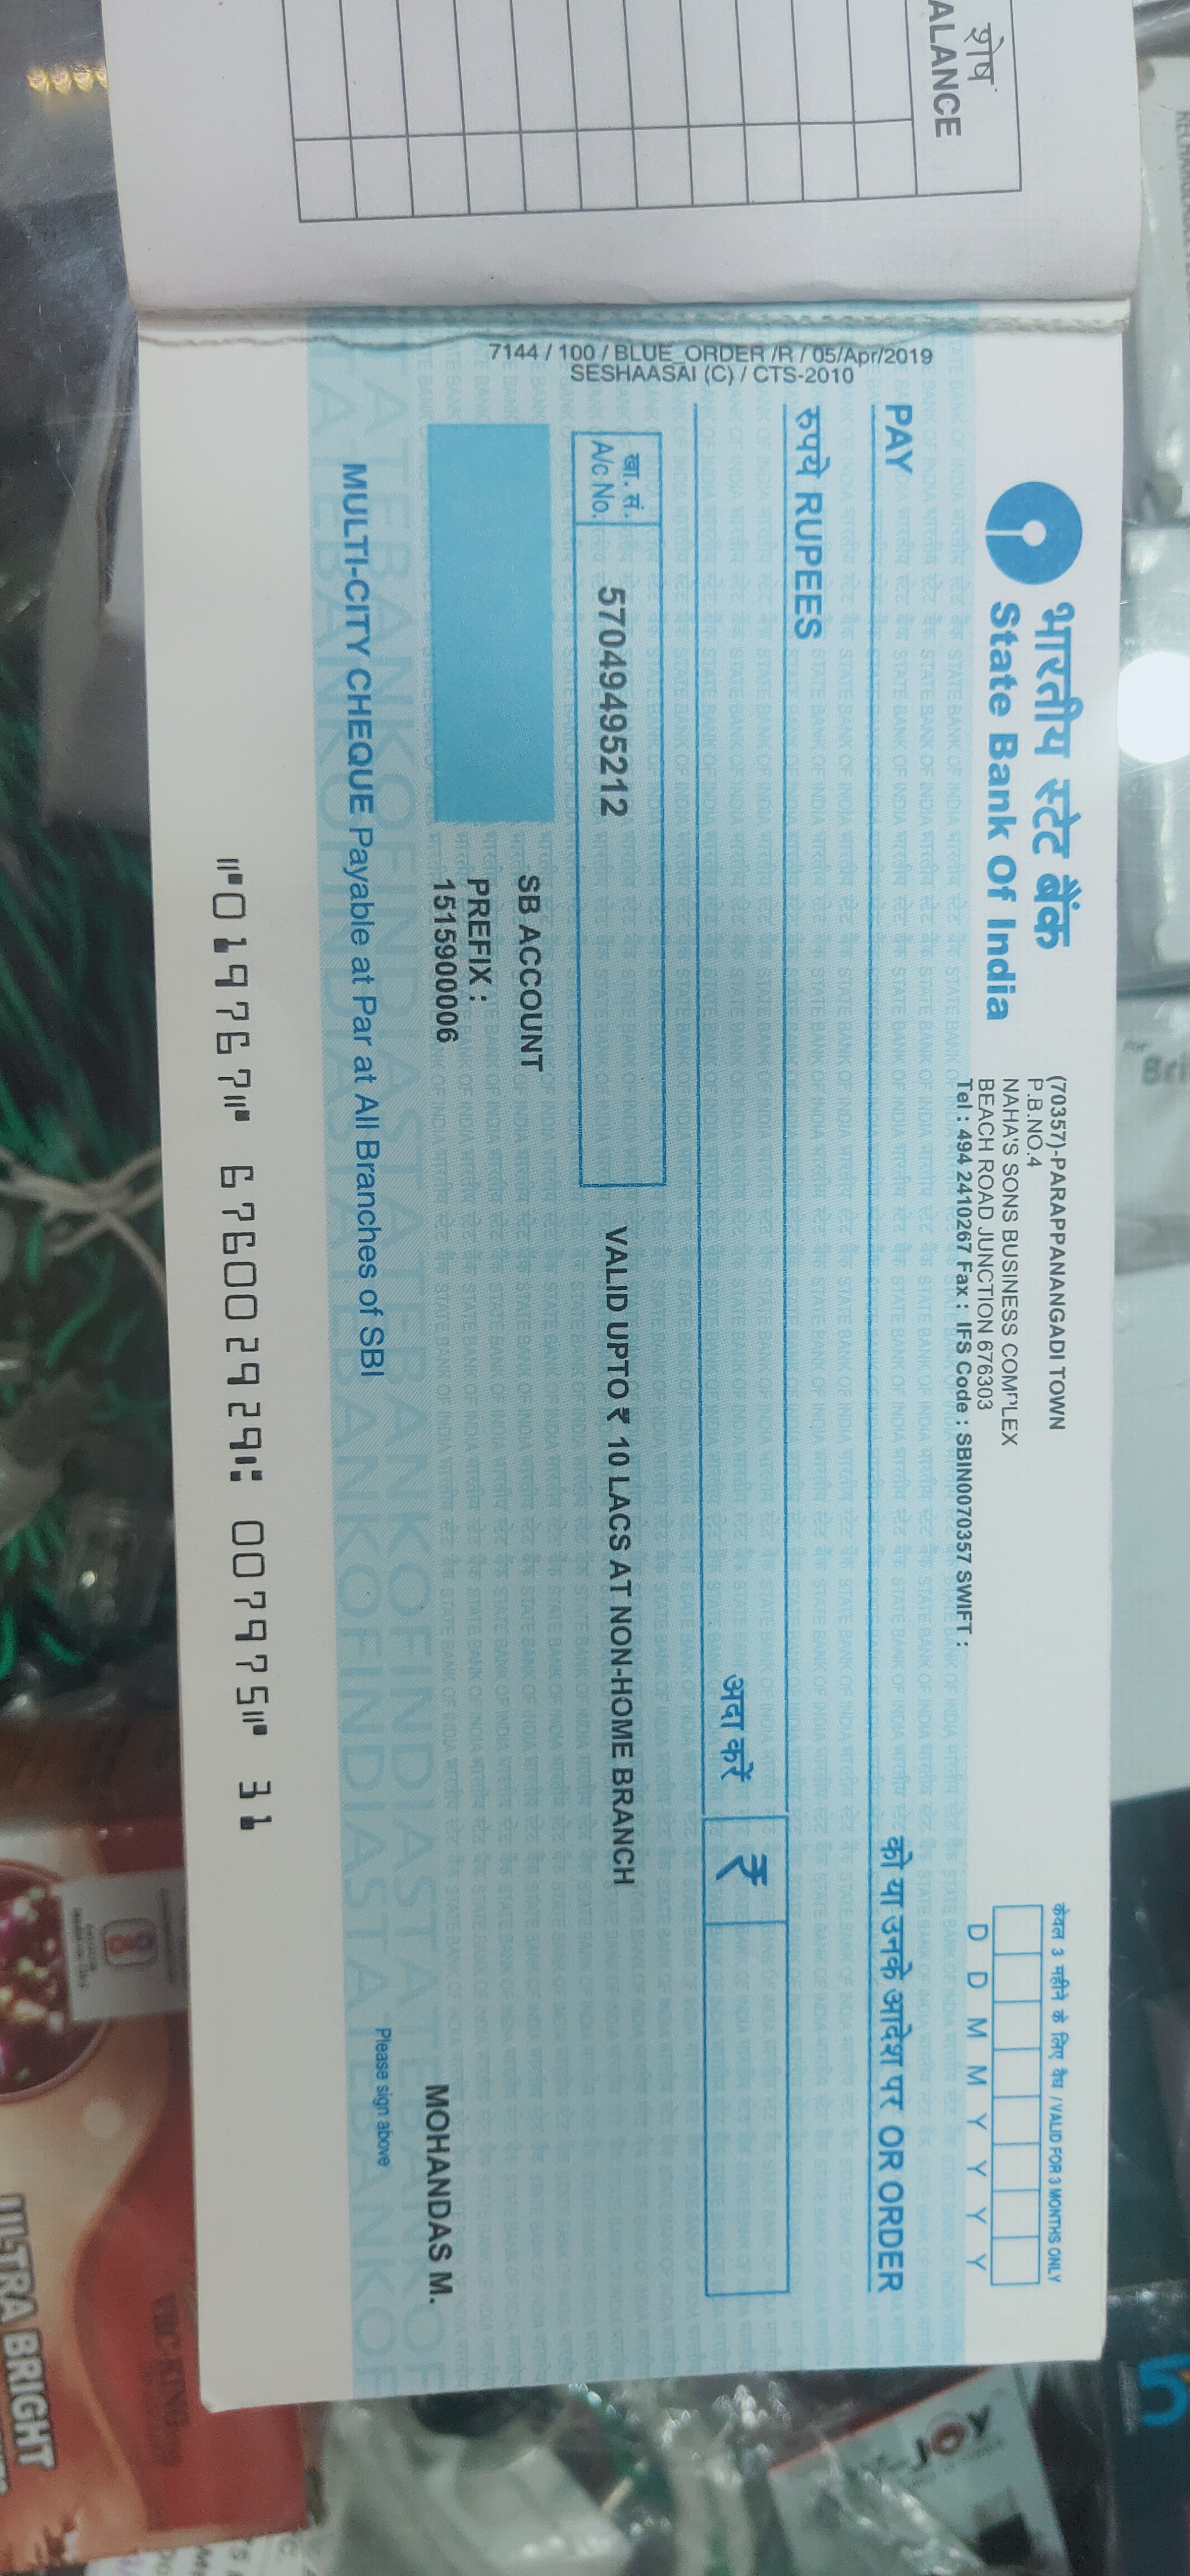 शेष
ALANCE
7144 / 100 / BLUE_ORDER /R / 05/Apr/2019
SESHAASAI (C) / CTS-2010
भारतीय स्टेट बैंक
State Bank Of India
(70357)-PARAPPANANGADI TOWN
P.B.NO.4
NAHA'S SONS BUSINESS COMPLEX
BEACH ROAD JUNCTION 676303
Tel : 494 2410267 Fax : IFS Code : SBIN0070357 SWIFT :
केवल 3 महीने के लिए वैध / VALID FOR 3 MONTHS ONLY
D D M M Y Y Y Y
PAY
को या उनके आदेश पर OR ORDER
रुपये RUPEES
अदा करें ₹
खा. सं.
A/c No.
57049495212
VALID UPTO ₹ 10 LACS AT NON-HOME BRANCH
SB ACCOUNT
PREFIX :
1515900006
MOHANDAS M.
Please sign above
MULTI-CITY CHEQUE Payable at Par at All Branches of SBI
⑈019767⑈ 676002929⑆ 007975⑈ 31
ULTRA BRIGHT
JOY